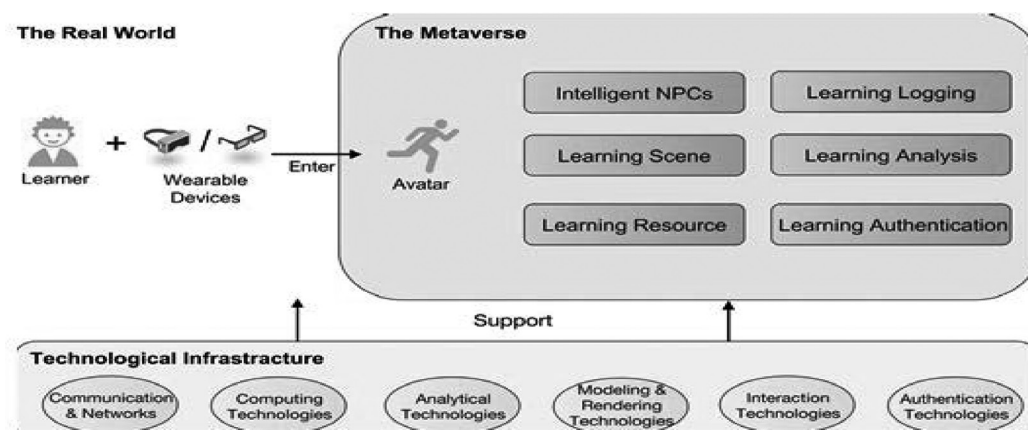 The Real World
The Metaverse
Intelligent NPCs
Learning Logging
Learner
+
/
Wearable
Devices
Enter
Avatar
Learning Scene
Learning Analysis
Learning Resource
Learning Authentication
Support
Technological Infrastracture
Communication
& Networks
Computing
Technologies
Analytical
Technologies
Modeling &
Rendering
Technologies
Interaction
Technologies
Authentication
Technologies